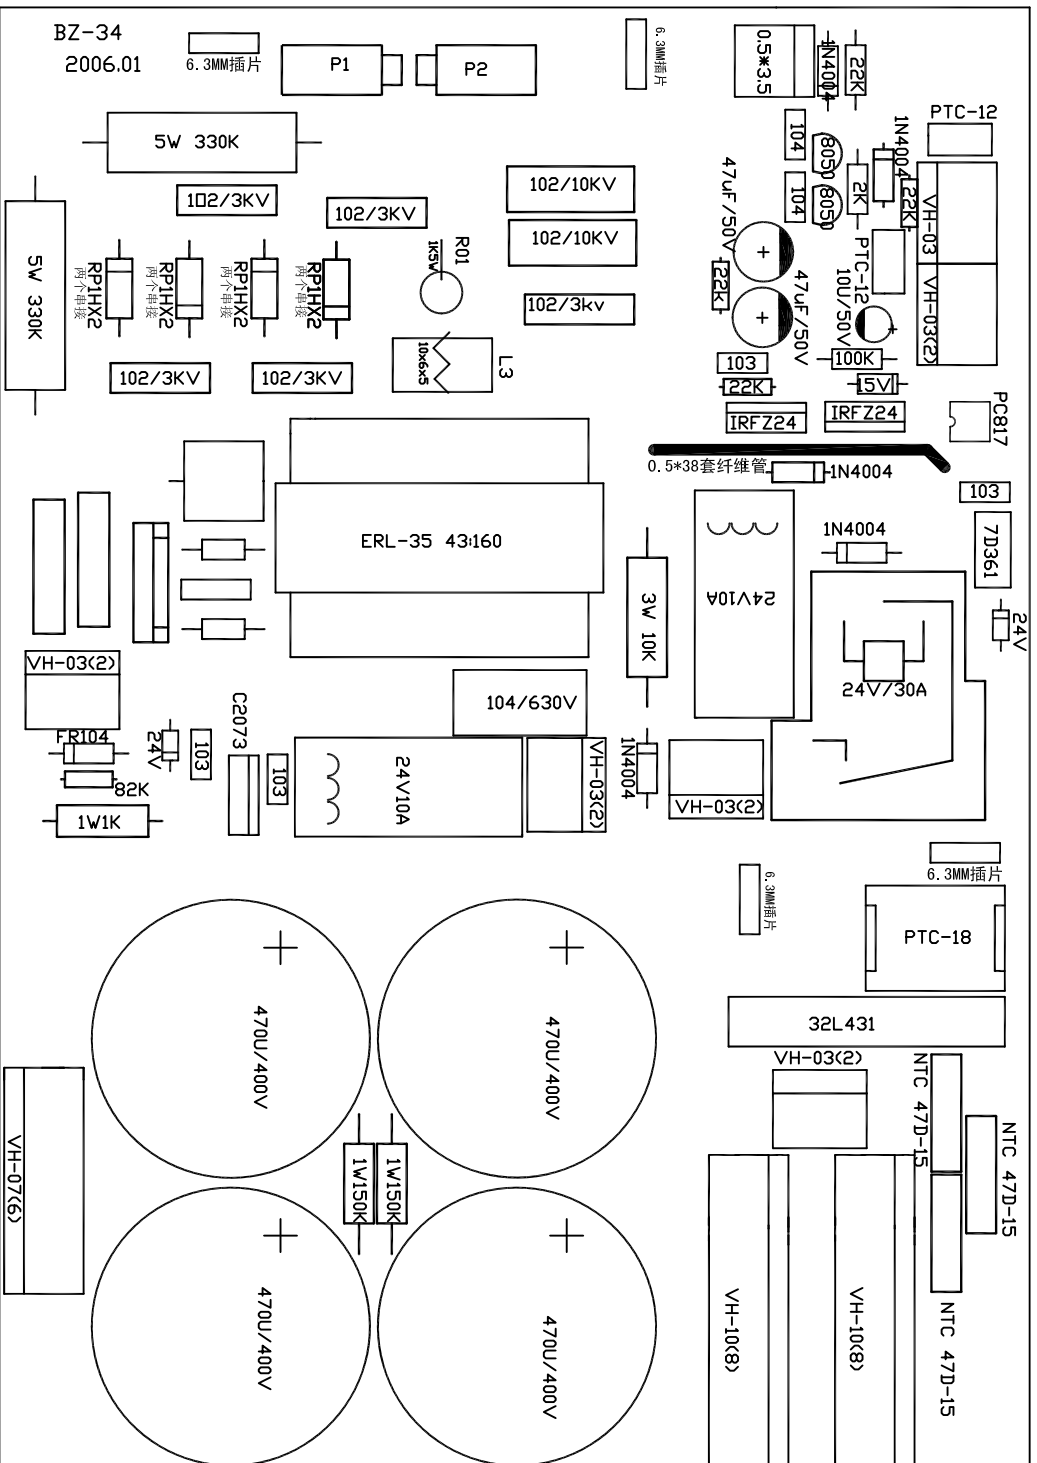 BZ-34
2006.01
6.3MM插片
P1
P2
6.3MM插片
0.5*3.5
1N4004
22K
PTC-12
5W 330K
104
8050
1N4004
47uF/50V
104
8050
2K
22K
VH-03
102/3KV
102/3KV
102/10KV
102/10KV
5W 330K
RP1HX2
两个串接
RP1HX2
两个串接
RP1HX2
两个串接
RP1HX2
两个串接
R01
1K5W
22K
47uF/50V
PTC-12
10U/50V
VH-03(2)
102/3kv
102/3KV
102/3KV
10x6x5
L3
103
100K
22K
15V
IRFZ24
IRFZ24
PC817
0.5*38套纤维管
1N4004
103
ERL-35 43:160
24V10A
1N4004
7D361
3W 10K
24V
24V/30A
VH-03(2)
104/630V
FR104
24V
103
C2073
103
24V10A
VH-03(2)
1N4004
VH-03(2)
82K
1W1K
6.3MM插片
6.3MM插片
PTC-18
32L431
470U/400V
470U/400V
VH-03(2)
NTC 47D-15
NTC 47D-15
VH-07(6)
1W150K
1W150K
470U/400V
470U/400V
VH-10(8)
VH-10(8)
NTC 47D-15